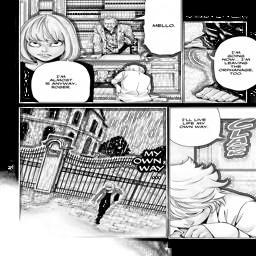 MELLO.
I'M
ALMOST
15 ANYWAY,
ROGER.
I'M
GOING
NOW. I'M
LEAVING
THE
ORPHANAGE,
TOO.
I'LL LIVE
LIFE MY
OWN WAY.
MY
OWN
WAY